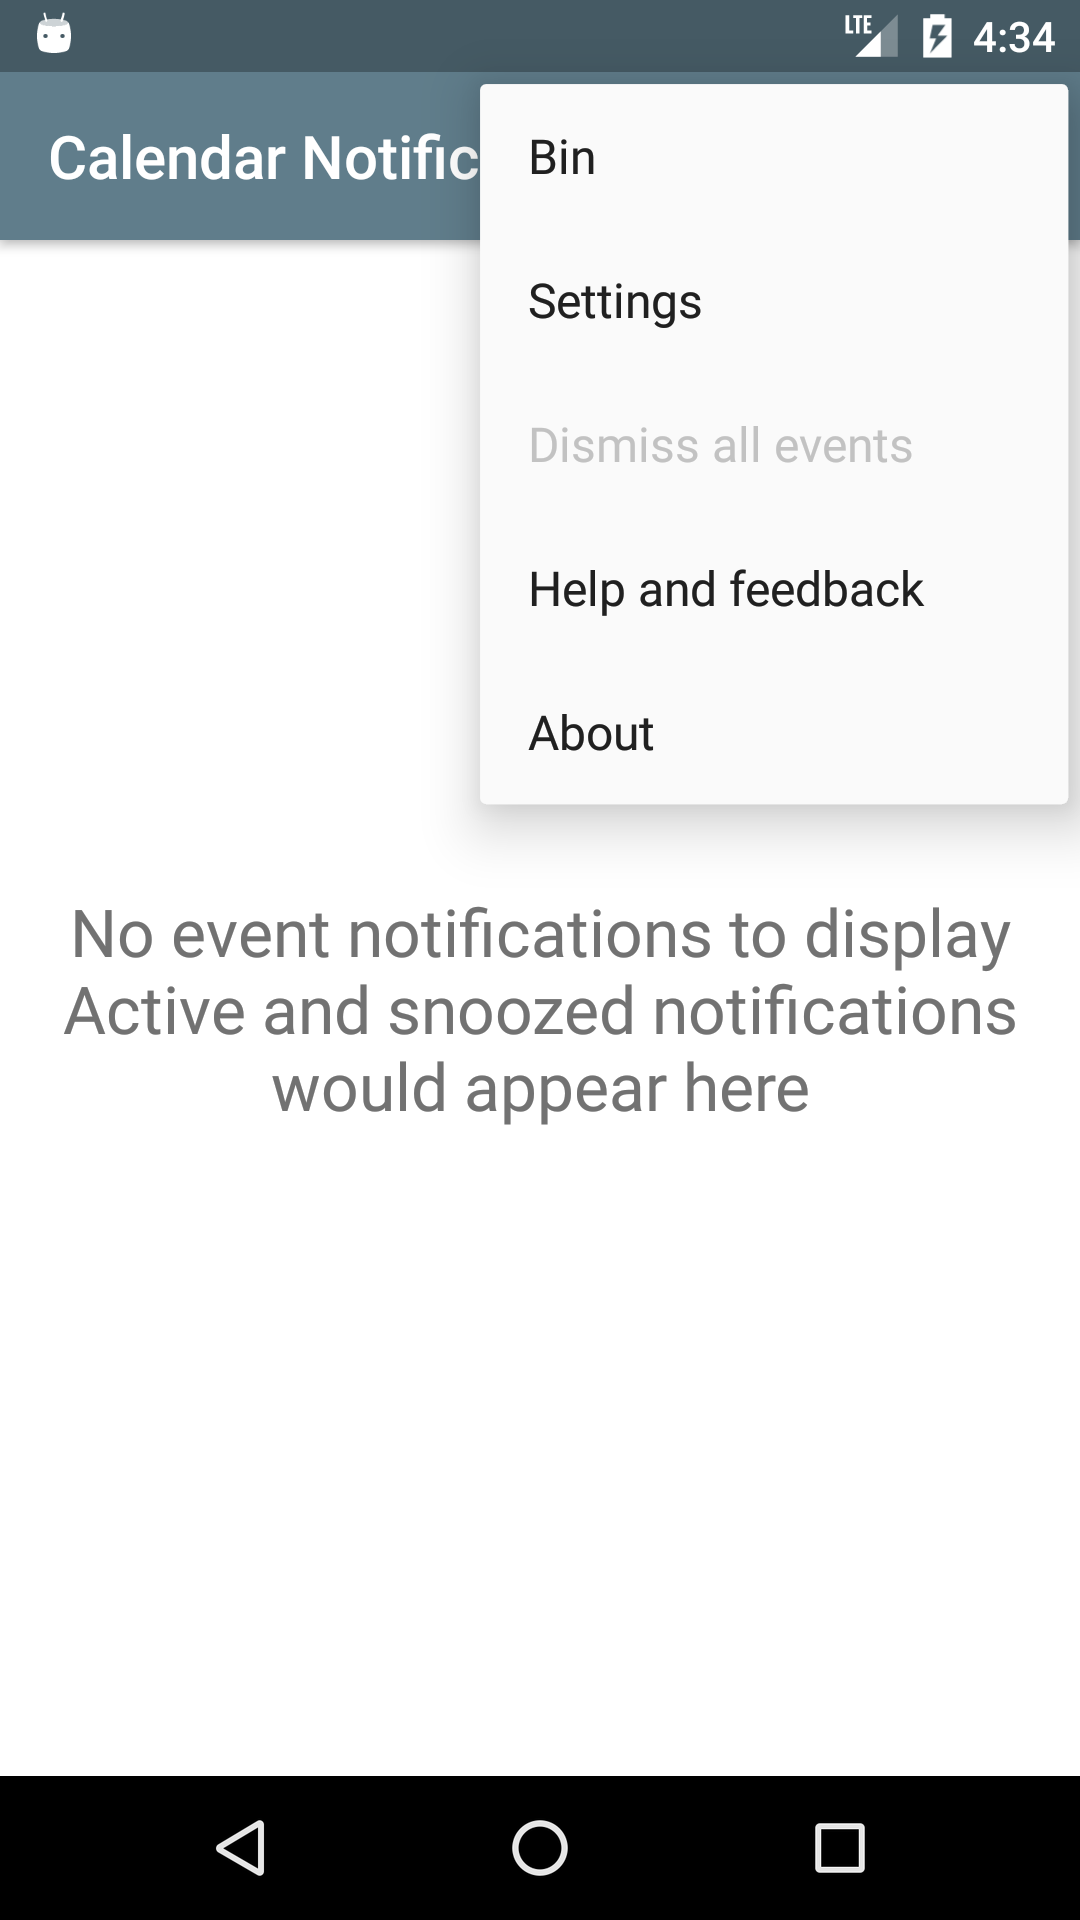 LTE 4:34
Calendar Notific
Bin
Settings
Dismiss all events
Help and feedback
About
No event notifications to display
Active and snoozed notifications
would appear here